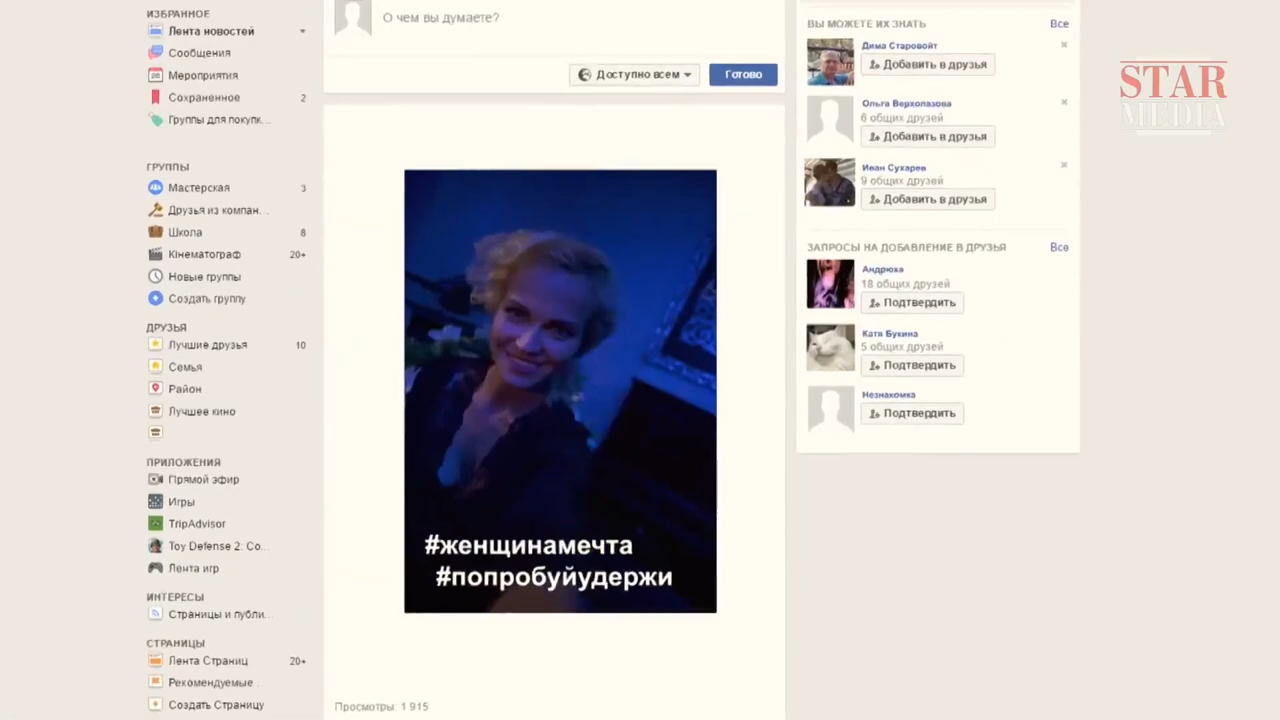 ИЗБРАННОЕ
Лента новостей
Сообщения
Мероприятия
Сохраненное 2
Группы для покупк...
ГРУППЫ
Мастерская 3
Друзья из компан...
Школа 8
Кінематограф 20+
Новые группы
Создать группу
ДРУЗЬЯ
Лучшие друзья 10
Семья
Район
Лучшее кино
ПРИЛОЖЕНИЯ
Прямой эфир
Игры
TripAdvisor
Toy Defense 2: Co...
Лента игр
ИНТЕРЕСЫ
Страницы и публи...
СТРАНИЦЫ
Лента Страниц 20+
Рекомендуемые ...
Создать Страницу
О чем вы думаете?
Доступно всем
Готово
#женщинамечта
#попробуйудержи
Просмотры: 1 915
ВЫ МОЖЕТЕ ИХ ЗНАТЬ Все
Дима Старовойт
Добавить в друзья
Ольга Верхолазова
6 общих друзей
Добавить в друзья
Иван Сухарев
9 общих друзей
Добавить в друзья
ЗАПРОСЫ НА ДОБАВЛЕНИЕ В ДРУЗЬЯ Все
Андрюха
18 общих друзей
Подтвердить
Катя Букина
5 общих друзей
Подтвердить
Незнакомка
Подтвердить
STAR
MEDIA